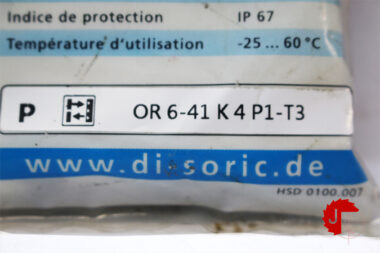 Indice de protection IP 67
Température d'utilisation -25 ... 60 °C
P OR 6-41 K 4 P1-T3
www.di-soric.de
HSD 0100.007